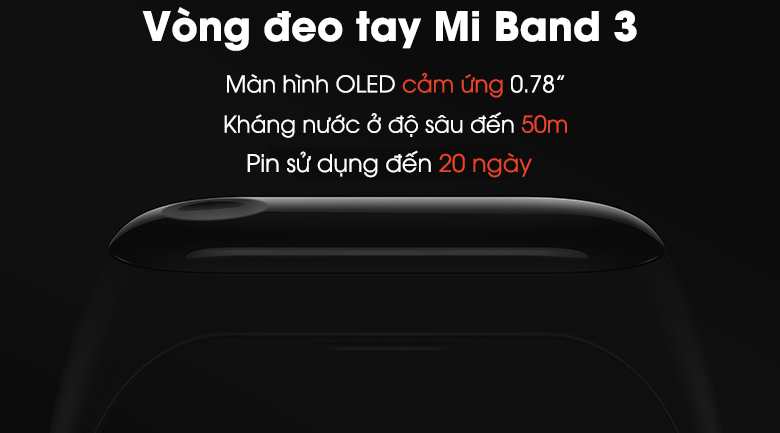 Vòng đeo tay Mi Band 3
Màn hình OLED cảm ứng 0.78"
Kháng nước ở độ sâu đến 50m
Pin sử dụng đến 20 ngày